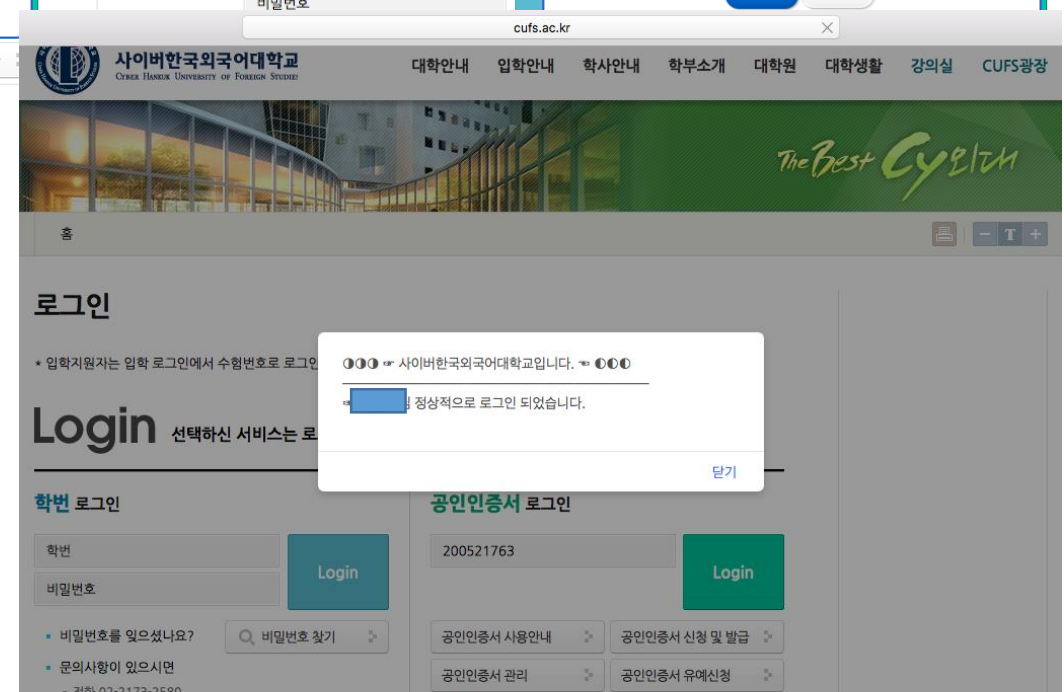 비밀번호
cufs.ac.kr
사이버한국외국어대학교
CYBER HANKUK UNIVERSITY OF FOREIGN STUDIES
대학안내 입학안내 학사안내 학부소개 대학원 대학생활 강의실 CUFS광장
The Best Cy외대
홈
- T +
로그인
* 입학지원자는 입학 로그인에서 수험번호로 로그인
◑◑◑ ☞ 사이버한국외국어대학교입니다. ☜ ◐◐◐
님 정상적으로 로그인 되었습니다.
닫기
Login 선택하신 서비스는 로
학번 로그인
공인인증서 로그인
학번
비밀번호
Login
200521763
Login
비밀번호를 잊으셨나요? 비밀번호 찾기
문의사항이 있으시면
전화 02-2173-2580
공인인증서 사용안내 공인인증서 신청 및 발급
공인인증서 관리 공인인증서 유예신청